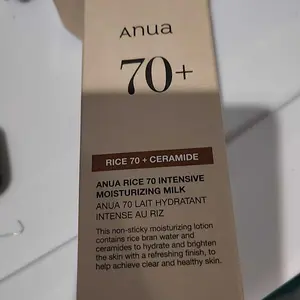 Anua
70+
RICE 70 + CERAMIDE
ANUA RICE 70 INTENSIVE
MOISTURIZING MILK
ANUA 70 LAIT HYDRATANT
INTENSE AU RIZ
This non-sticky moisturizing lotion
contains rice bran water and
ceramides to hydrate and brighten
the skin with a refreshing finish, to
help achieve clear and healthy skin.